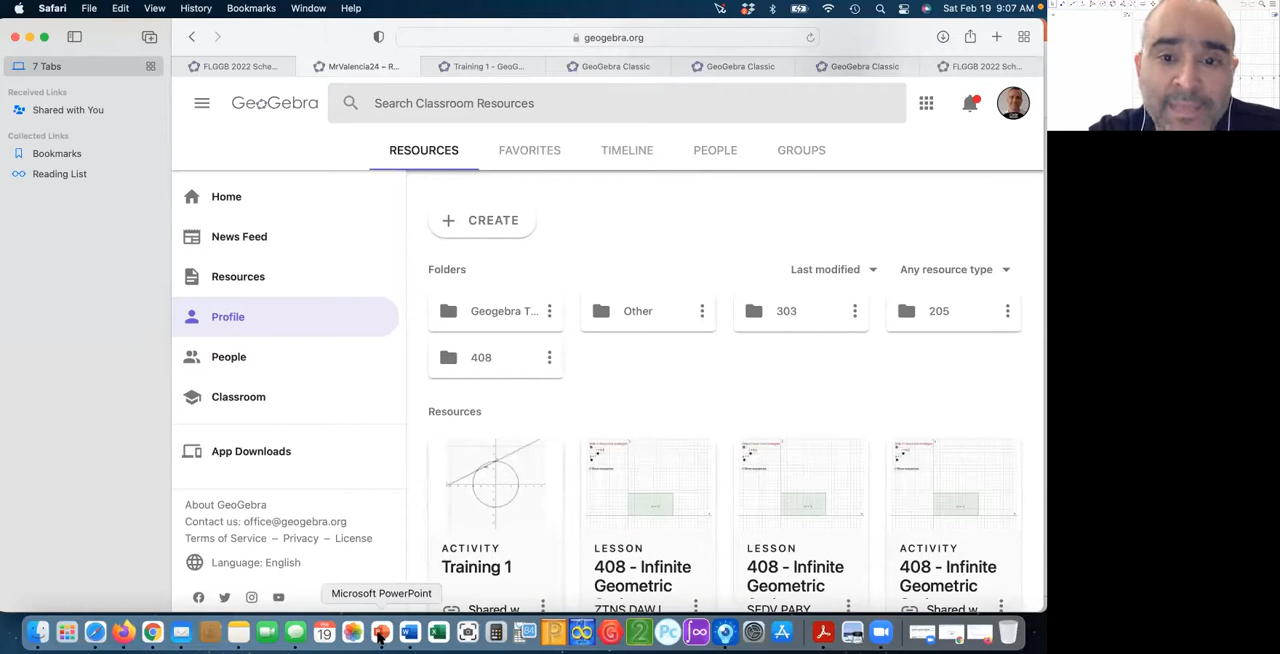 Safari File Edit View History Bookmarks Window Help Sat Feb 19 9:07 AM
geogebra.org
7 Tabs
FLGGB 2022 Sche... MrValencia24 – R... Training 1 - GeoG... GeoGebra Classic GeoGebra Classic GeoGebra Classic FLGGB 2022 Sc...
Received Links
Shared with You
Collected Links
Bookmarks
Reading List
GeoGebra Search Classroom Resources
RESOURCES FAVORITES TIMELINE PEOPLE GROUPS
Home
News Feed
Resources
Profile
People
Classroom
App Downloads
About GeoGebra
Contact us: office@geogebra.org
Terms of Service – Privacy – License
Language: English
+ CREATE
Folders Last modified Any resource type
Geogebra T... Other 303 205
408
Resources
ACTIVITY
Training 1
Shared w
LESSON
408 - Infinite
Geometric
LESSON
408 - Infinite
Geometric
ACTIVITY
408 - Infinite
Geometric
Shared w
Microsoft PowerPoint
FEB
19